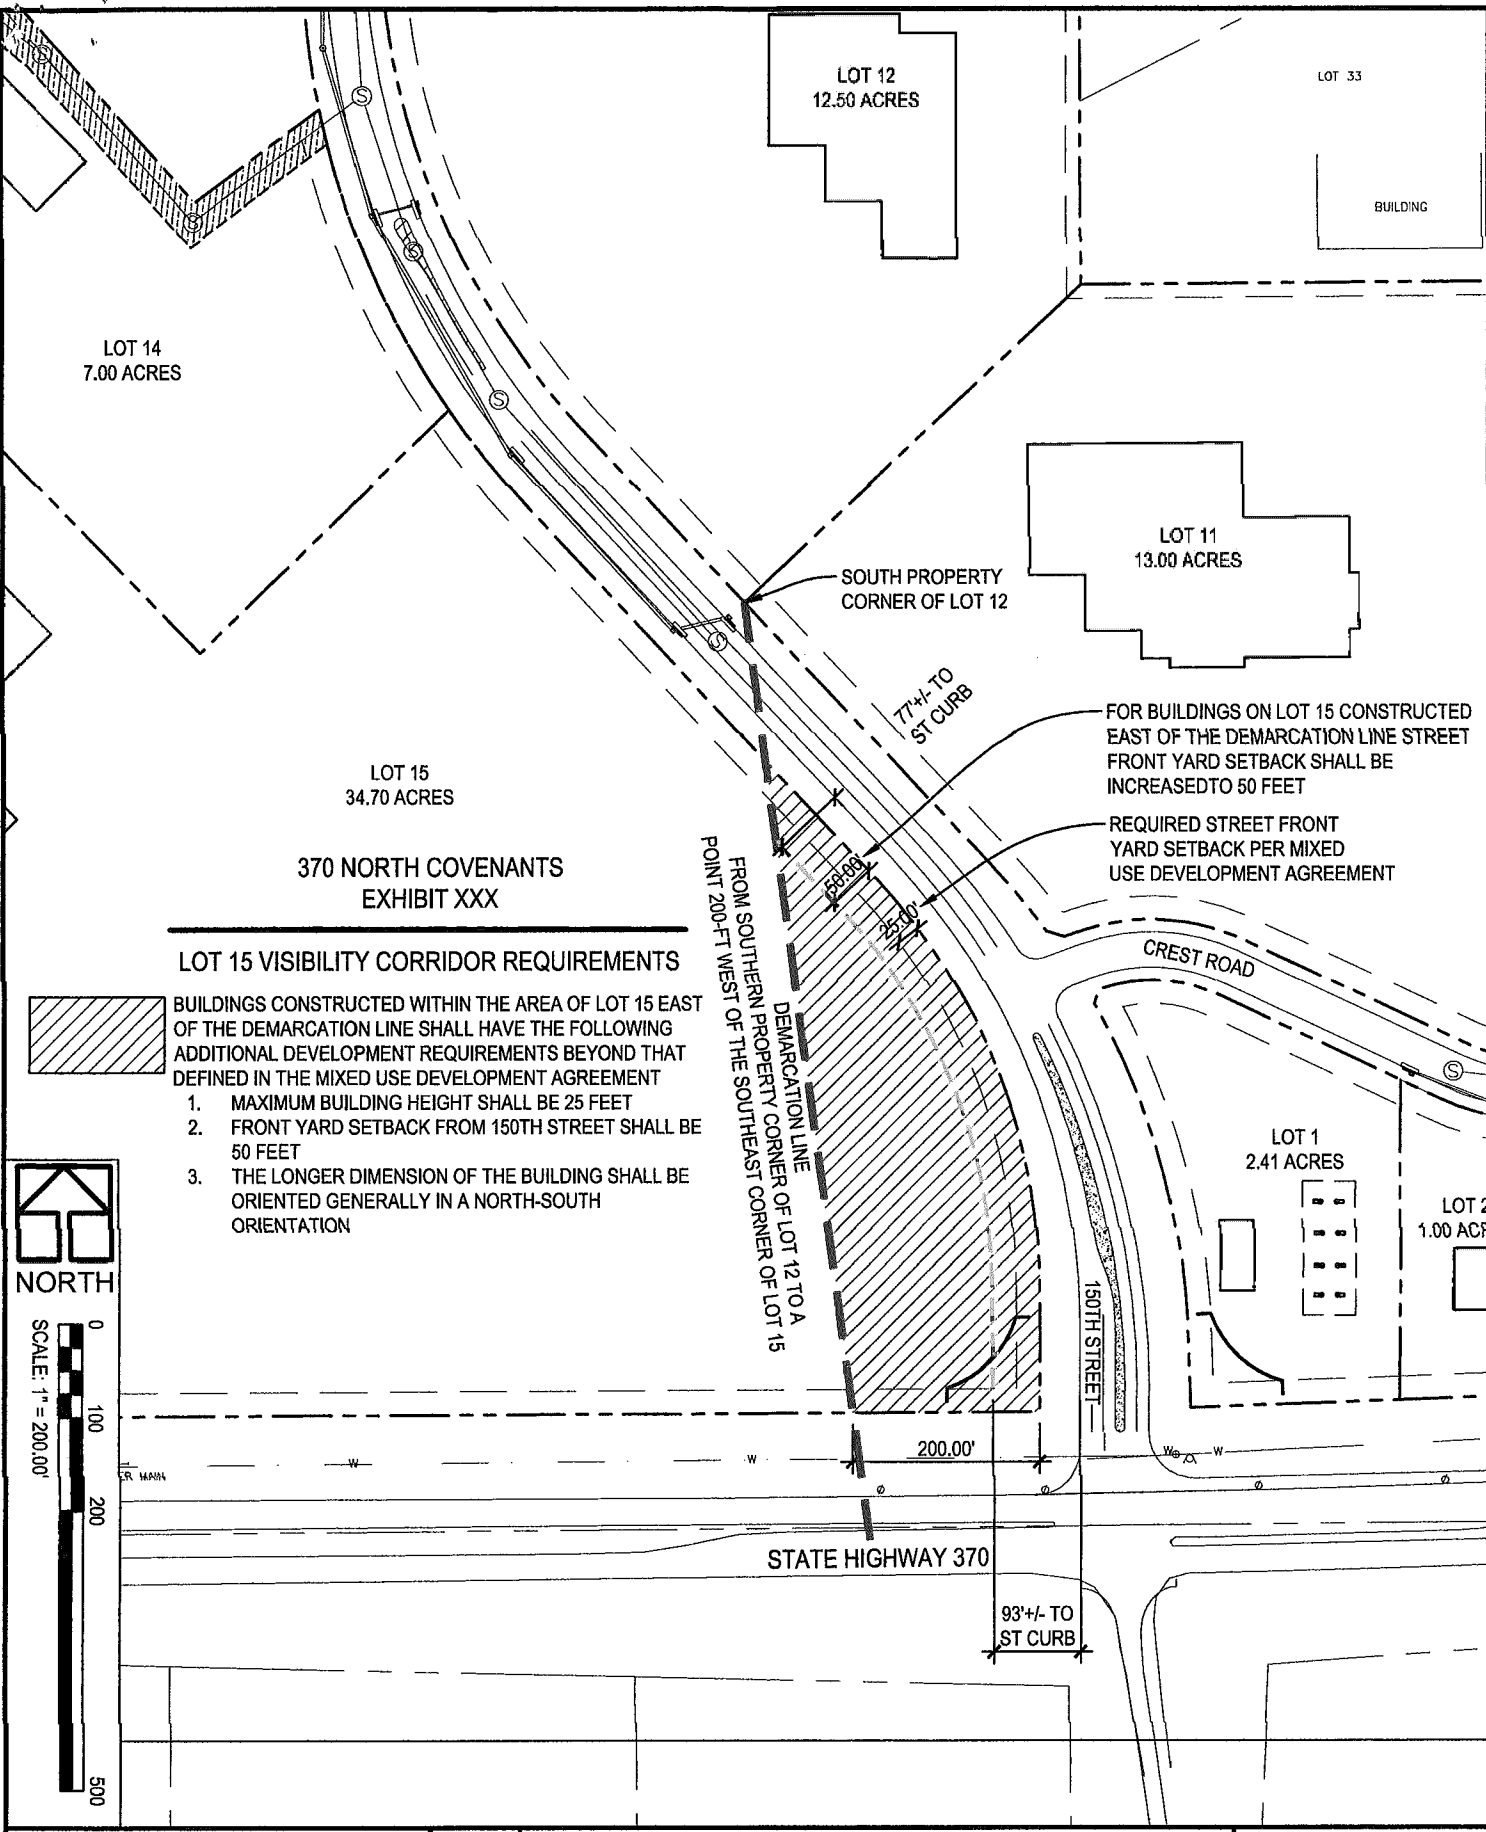 LOT 12
12.50 ACRES
LOT 33
BUILDING
LOT 14
7.00 ACRES
LOT 11
13.00 ACRES
SOUTH PROPERTY
CORNER OF LOT 12
77'+/- TO
ST CURB
FOR BUILDINGS ON LOT 15 CONSTRUCTED
EAST OF THE DEMARCATION LINE STREET
FRONT YARD SETBACK SHALL BE
INCREASEDTO 50 FEET
REQUIRED STREET FRONT
YARD SETBACK PER MIXED
USE DEVELOPMENT AGREEMENT
LOT 15
34.70 ACRES
50.00'
25.00'
370 NORTH COVENANTS
EXHIBIT XXX
LOT 15 VISIBILITY CORRIDOR REQUIREMENTS
BUILDINGS CONSTRUCTED WITHIN THE AREA OF LOT 15 EAST
OF THE DEMARCATION LINE SHALL HAVE THE FOLLOWING
ADDITIONAL DEVELOPMENT REQUIREMENTS BEYOND THAT
DEFINED IN THE MIXED USE DEVELOPMENT AGREEMENT
1. MAXIMUM BUILDING HEIGHT SHALL BE 25 FEET
2. FRONT YARD SETBACK FROM 150TH STREET SHALL BE
50 FEET
3. THE LONGER DIMENSION OF THE BUILDING SHALL BE
ORIENTED GENERALLY IN A NORTH-SOUTH
ORIENTATION
DEMARCATION LINE
FROM SOUTHERN PROPERTY CORNER OF LOT 12 TO A
POINT 200-FT WEST OF THE SOUTHEAST CORNER OF LOT 15
CREST ROAD
LOT 1
2.41 ACRES
LOT 2
1.00 ACR
150TH STREET
NORTH
SCALE: 1" = 200.00'
0
100
200
500
ER MAIN
W
W
W
W
200.00'
STATE HIGHWAY 370
93'+/- TO
ST CURB
S
S
S
S
S
S
S
S